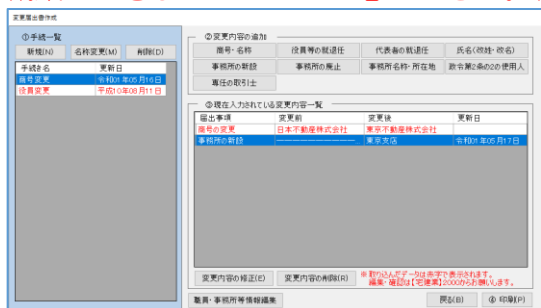 変更届出書作成
①手続一覧
新規(N) 名称変更(M) 削除(D)
手続き名 更新日
商号変更 令和01年05月16日
役員変更 平成10年08月11日
②変更内容の追加
商号・名称 役員等の就退任 代表者の就退任 氏名(改姓・改名)
事務所の新設 事務所の廃止 事務所名称・所在地 政令第2条の2の使用人
専任の取引士
③現在入力されている変更内容一覧
届出事項 変更前 変更後 更新日
商号の変更 日本不動産株式会社 東京不動産株式会社
事務所の新設 ――――――――… 東京支店 令和01年05月17日
変更内容の修正(E) 変更内容の削除(R)
※取り込んだデータは赤字で表示されます。
編集・確認は【宅建業】2000からお願いします。
職員・事務所等情報編集 戻る(B) ④印刷(P)